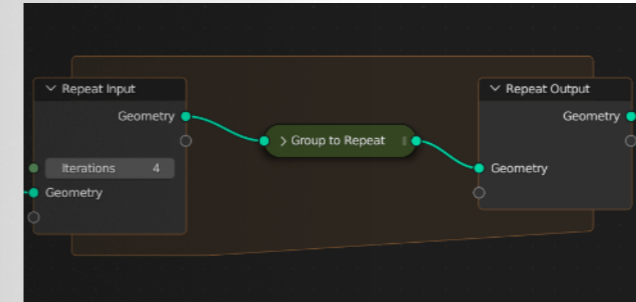 Repeat Input
Geometry
Iterations 4
Geometry
Group to Repeat
Repeat Output
Geometry
Geometry